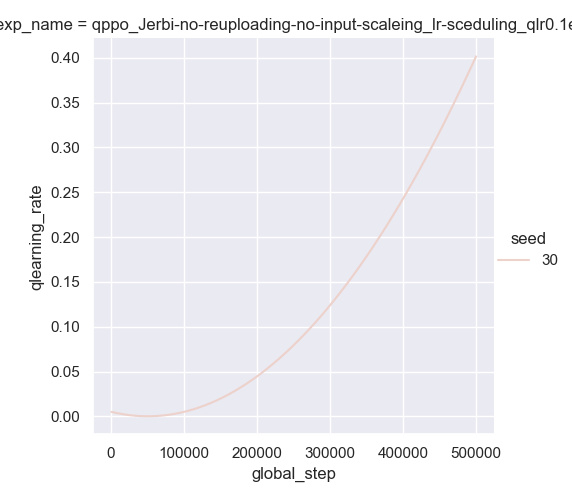 exp_name = qppo_Jerbi-no-reuploading-no-input-scaleing_lr-sceduling_qlr0.1e
0.40
0.35
0.30
0.25
0.20
0.15
0.10
0.05
0.00
qlearning_rate
0 100000 200000 300000 400000 500000
global_step
seed
30